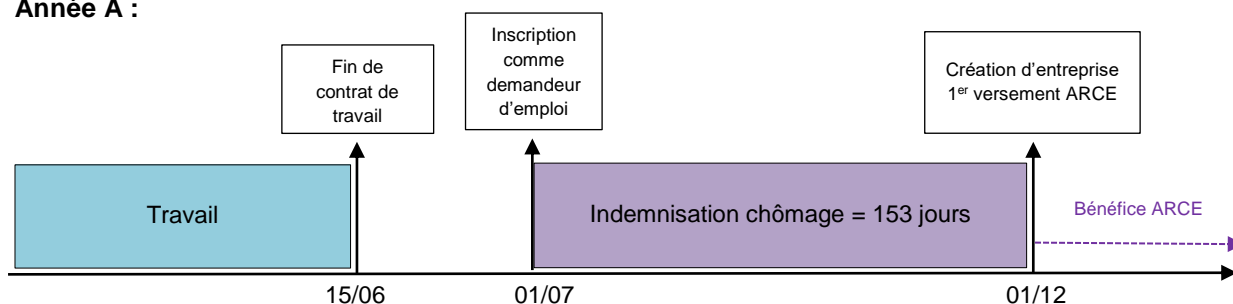 Année A :
Fin de
contrat de
travail
Inscription
comme
demandeur
d'emploi
Création d'entreprise
1er versement ARCE
Travail
Indemnisation chômage = 153 jours
Bénéfice ARCE
15/06
01/07
01/12